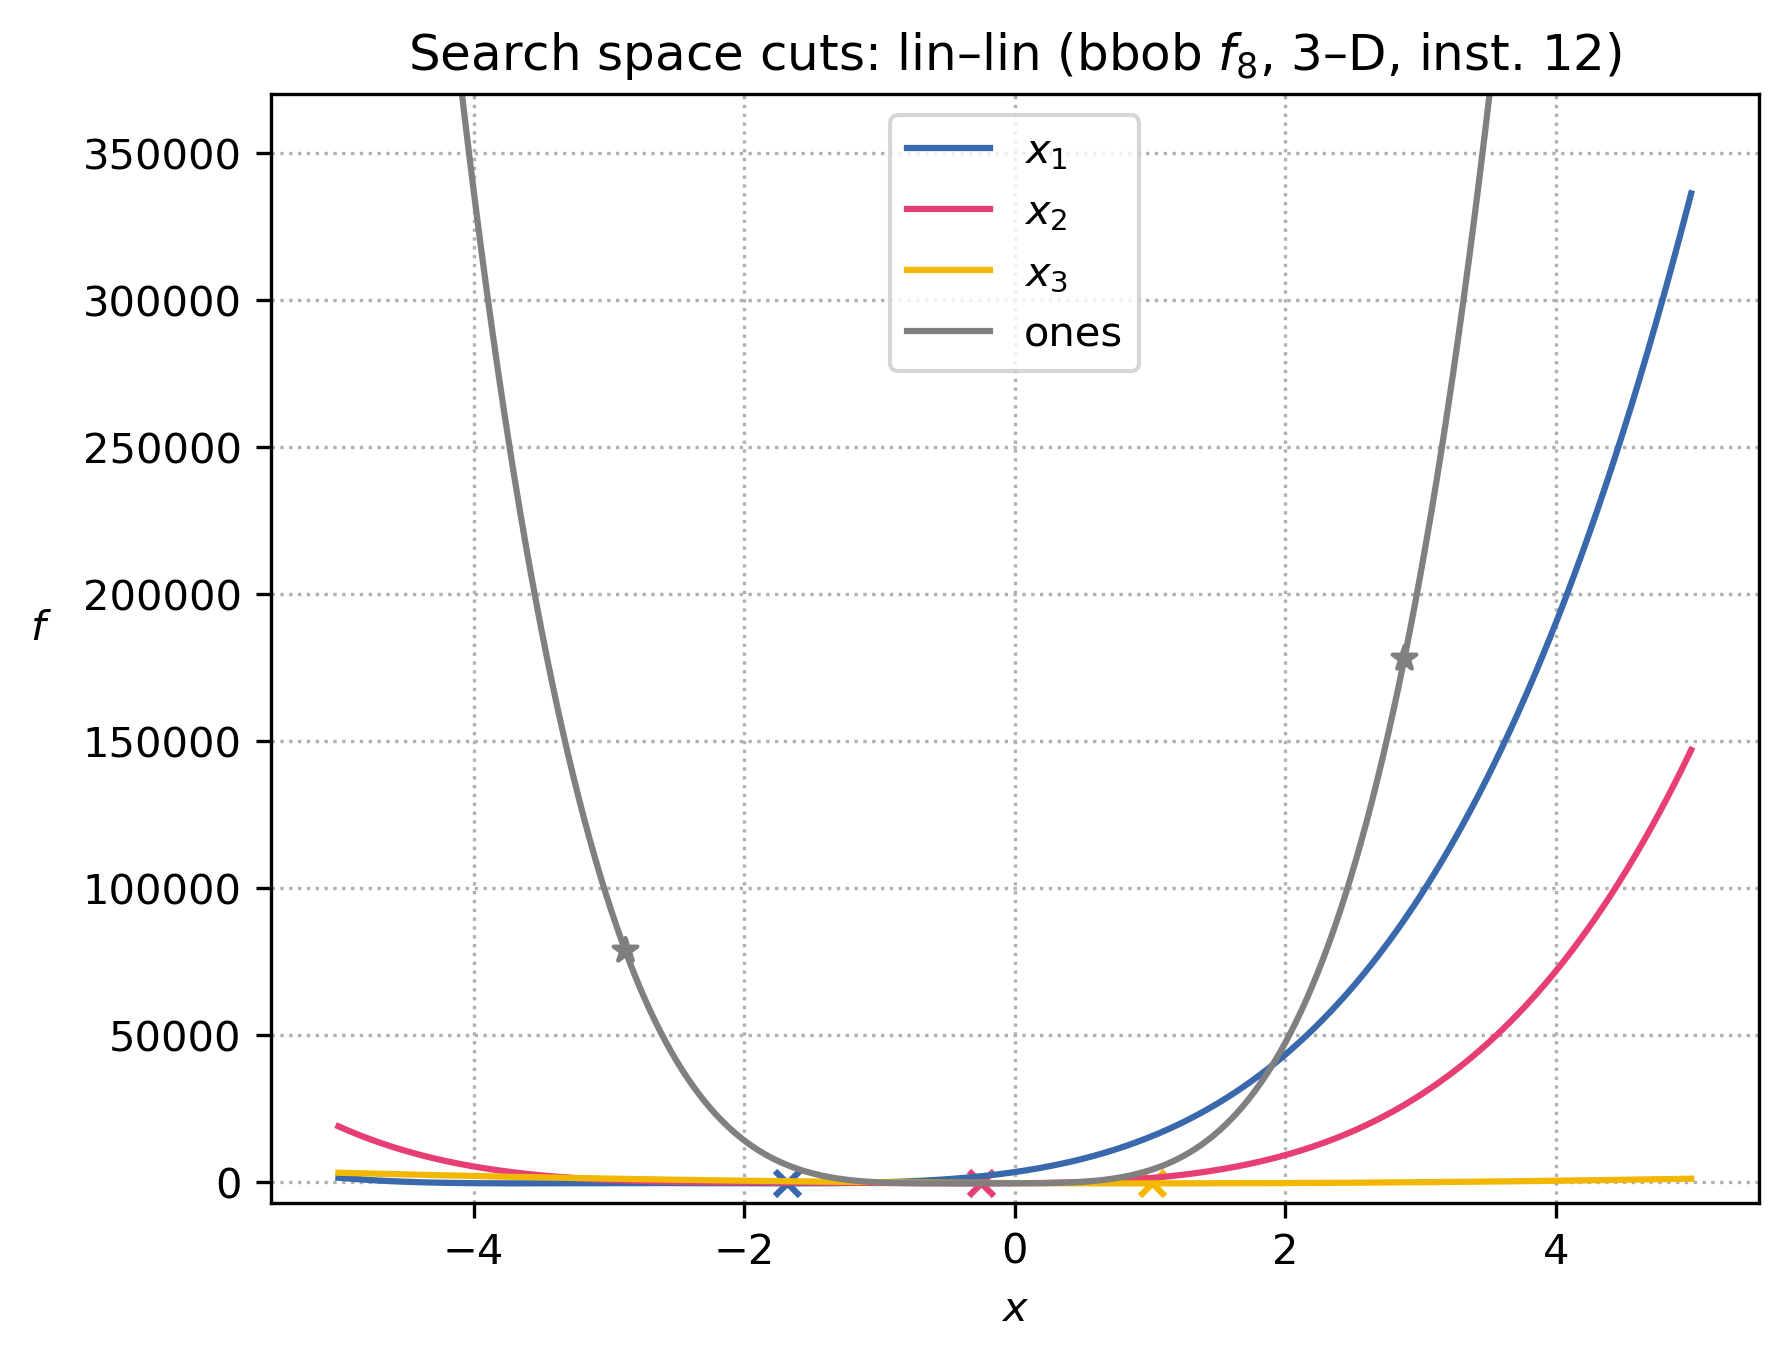 Search space cuts: lin–lin (bbob f₈, 3–D, inst. 12)
350000
300000
250000
200000
150000
100000
50000
0
f
x₁
x₂
x₃
ones
−4 −2 0 2 4
x